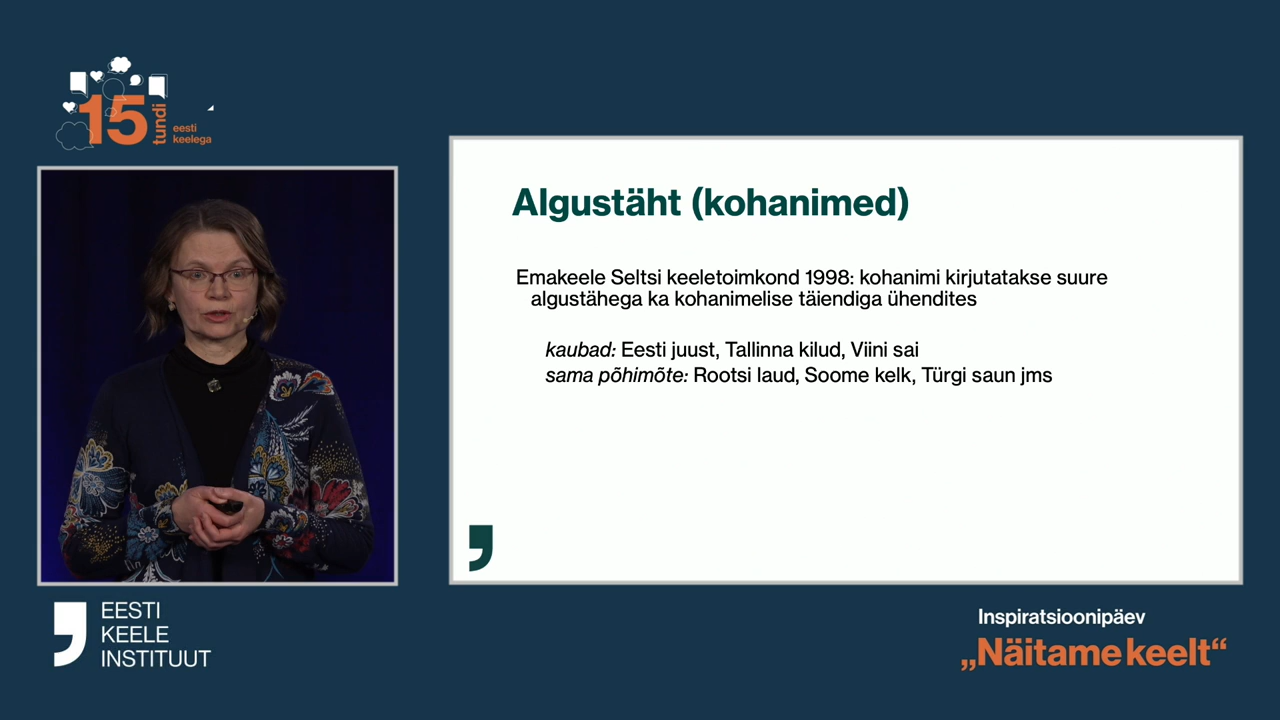 15
tundi
eesti
keelega
Algustäht (kohanimed)
Emakeele Seltsi keeletoimkond 1998: kohanimi kirjutatakse suure
algustähega ka kohanimelise täiendiga ühendites
kaubad: Eesti juust, Tallinna kilud, Viini sai
sama põhimõte: Rootsi laud, Soome kelk, Türgi saun jms
EESTI
KEELE
INSTITUUT
Inspiratsioonipäev
„Näitame keelt“